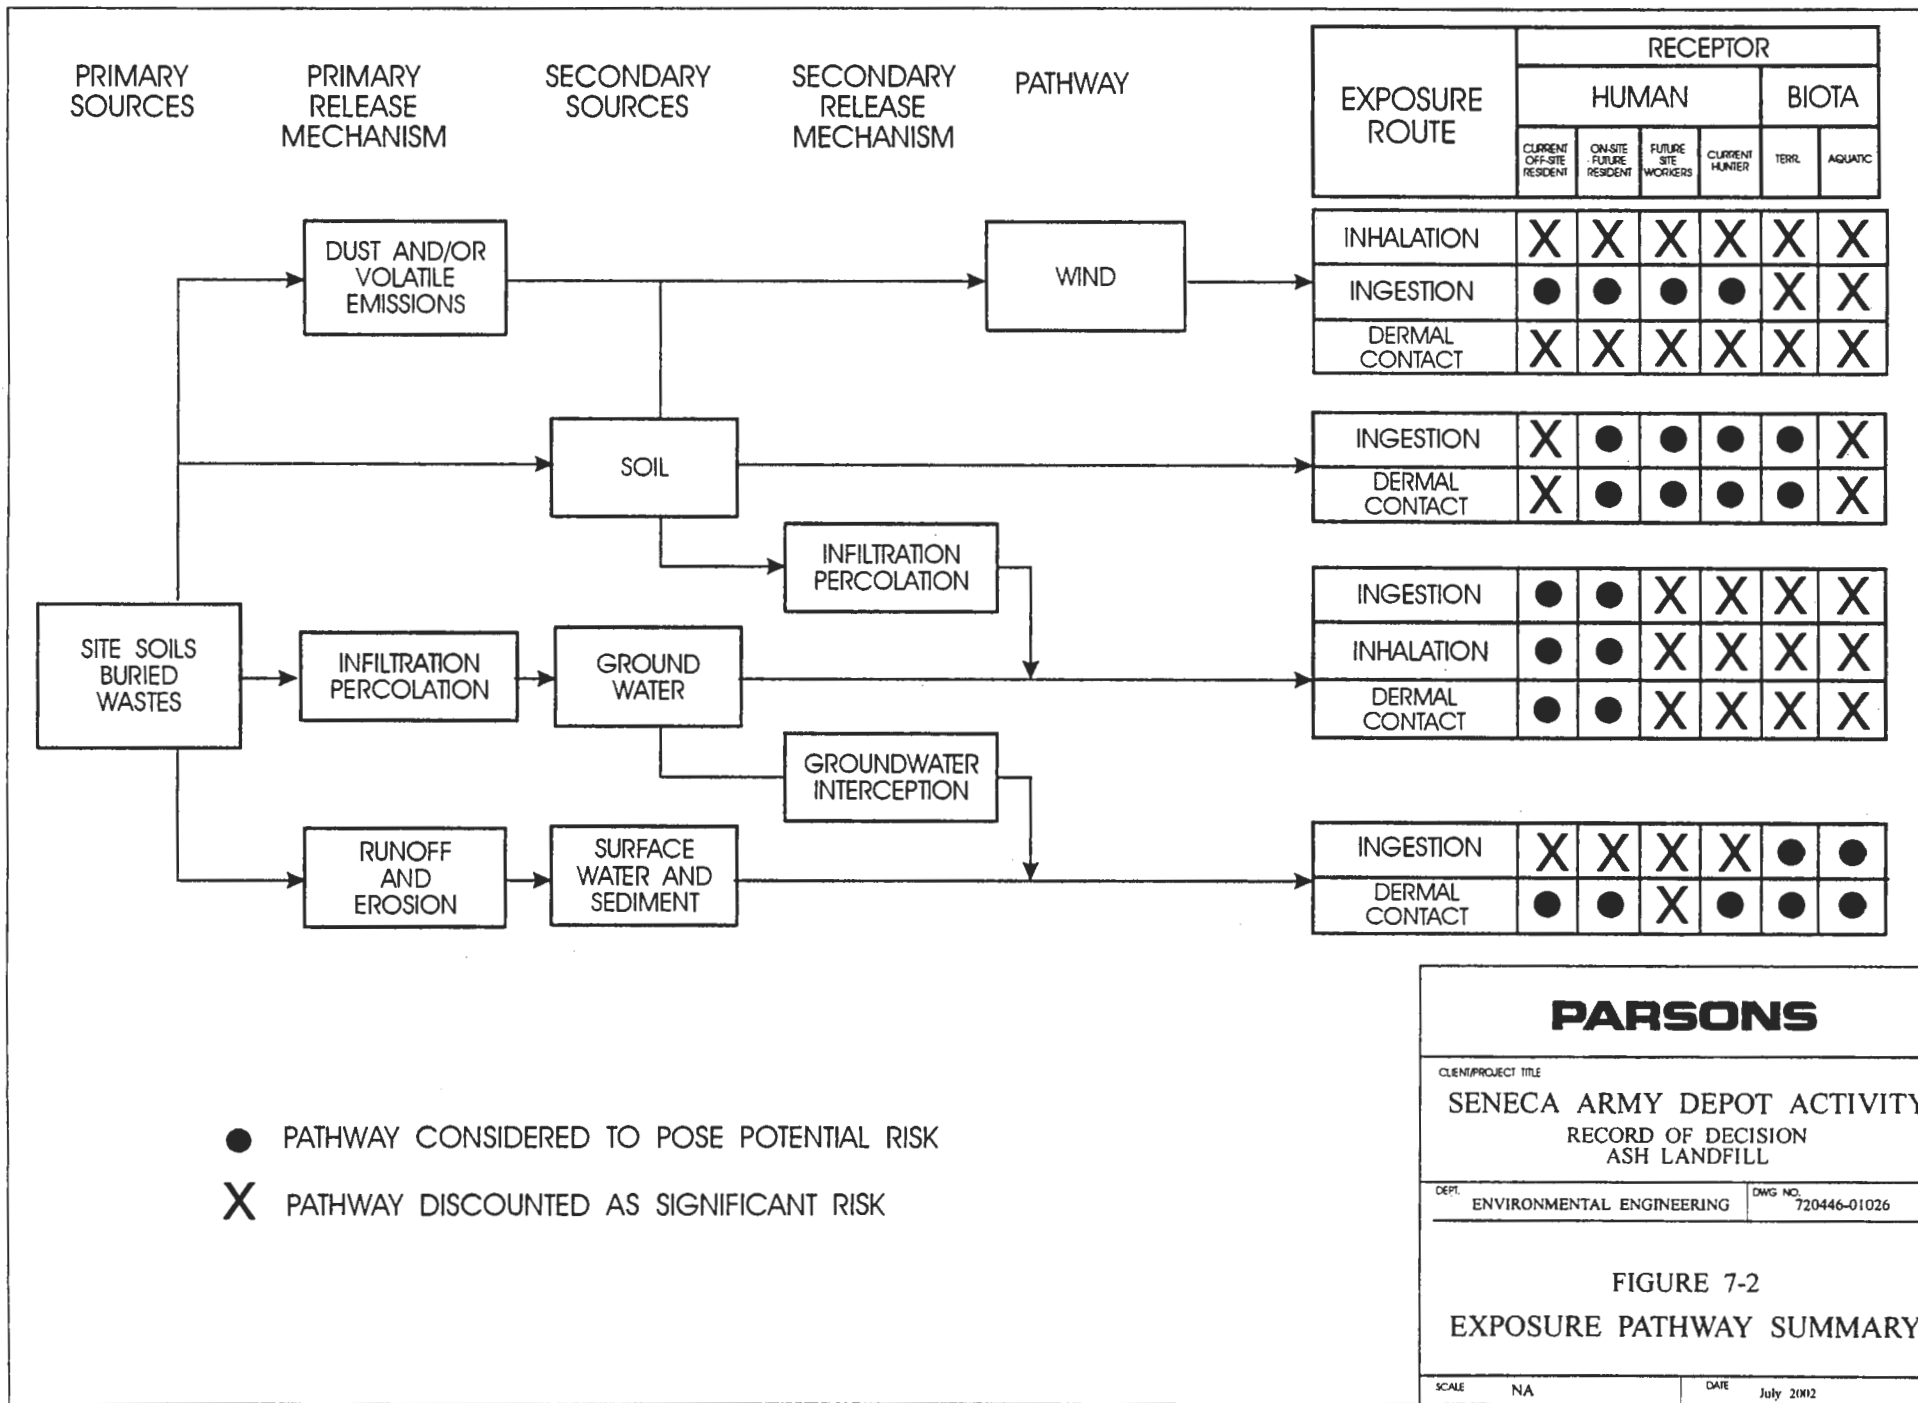 PRIMARY
SOURCES
PRIMARY
RELEASE
MECHANISM
SECONDARY
SOURCES
SECONDARY
RELEASE
MECHANISM
PATHWAY
EXPOSURE
ROUTE
RECEPTOR
HUMAN
BIOTA
CURRENT
OFF-SITE
RESIDENT
ON-SITE
FUTURE
RESIDENT
FUTURE
SITE
WORKERS
CURRENT
HUNTER
TERR.
AQUATIC
DUST AND/OR
VOLATILE
EMISSIONS
WIND
INHALATION X X X X X X
INGESTION ● ● ● ● X X
DERMAL
CONTACT X X X X X X
SOIL
INGESTION X ● ● ● ● X
DERMAL
CONTACT X ● ● ● ● X
INFILTRATION
PERCOLATION
SITE SOILS
BURIED
WASTES
INFILTRATION
PERCOLATION
GROUND
WATER
INGESTION ● ● X X X X
INHALATION ● ● X X X X
DERMAL
CONTACT ● ● X X X X
GROUNDWATER
INTERCEPTION
RUNOFF
AND
EROSION
SURFACE
WATER AND
SEDIMENT
INGESTION X X X X ● ●
DERMAL
CONTACT ● ● X ● ● ●
● PATHWAY CONSIDERED TO POSE POTENTIAL RISK
X PATHWAY DISCOUNTED AS SIGNIFICANT RISK
PARSONS
CLIENT/PROJECT TITLE
SENECA ARMY DEPOT ACTIVITY
RECORD OF DECISION
ASH LANDFILL
DEPT.
ENVIRONMENTAL ENGINEERING
DWG NO.
720446-01026
FIGURE 7-2
EXPOSURE PATHWAY SUMMARY
SCALE NA
DATE July 2002